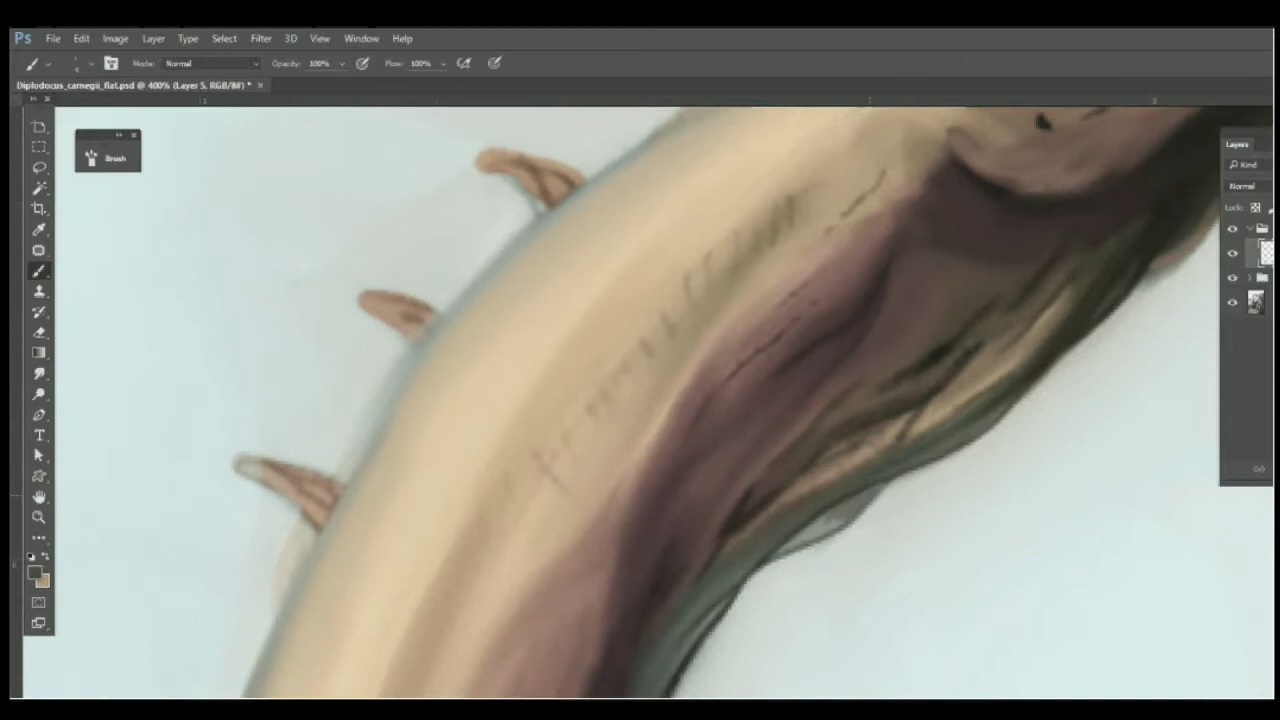 Ps File Edit Image Layer Type Select Filter 3D View Window Help
Mode: Normal Opacity: 100% Flow: 100%
Diplodocus_carnegii_flat.psd @ 400% (Layer 5, RGB/8#) * ×
Brush
Layers
Kind
Normal
Lock: